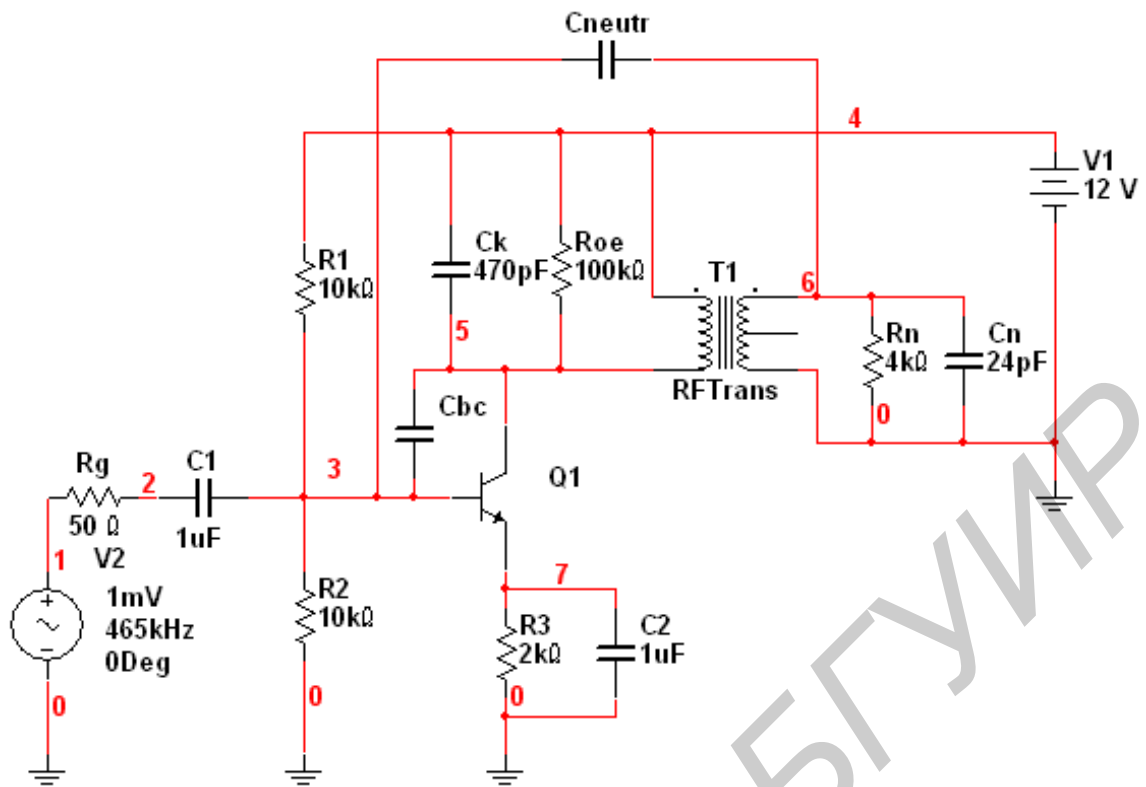 Cneutr
4
V1
12 V
R1
10kΩ
Ck
470pF
Roe
100kΩ
T1
6
5
Rn
4kΩ
Cn
24pF
RFTrans
Cbc
0
Rg
2
C1
3
Q1
50 Ω
1uF
V2
1
7
1mV
465kHz
0Deg
R2
10kΩ
R3
2kΩ
C2
1uF
0
0
0
БГУИР